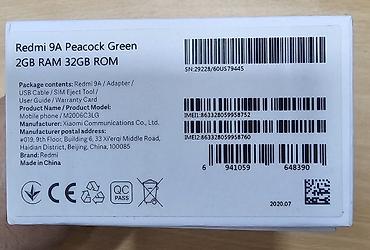 Redmi 9A Peacock Green
2GB RAM 32GB ROM
Package contents: Redmi 9A / Adapter /
USB Cable / SIM Eject Tool /
User Guide / Warranty Card
Product Name / Product Model:
Mobile phone / M2006C3LG
Manufacturer: Xiaomi Communications Co., Ltd.
Manufacturer postal address:
#019, 9th Floor, Building 6, 33 Xi'erqi Middle Road,
Haidian District, Beijing, China, 100085
Brand: Redmi
Made in China
SN:29228/60US79445
IMEI1:863328059958752
IMEI2:863328059958760
6 941059 648390
CE
QC
PASS
2020.07